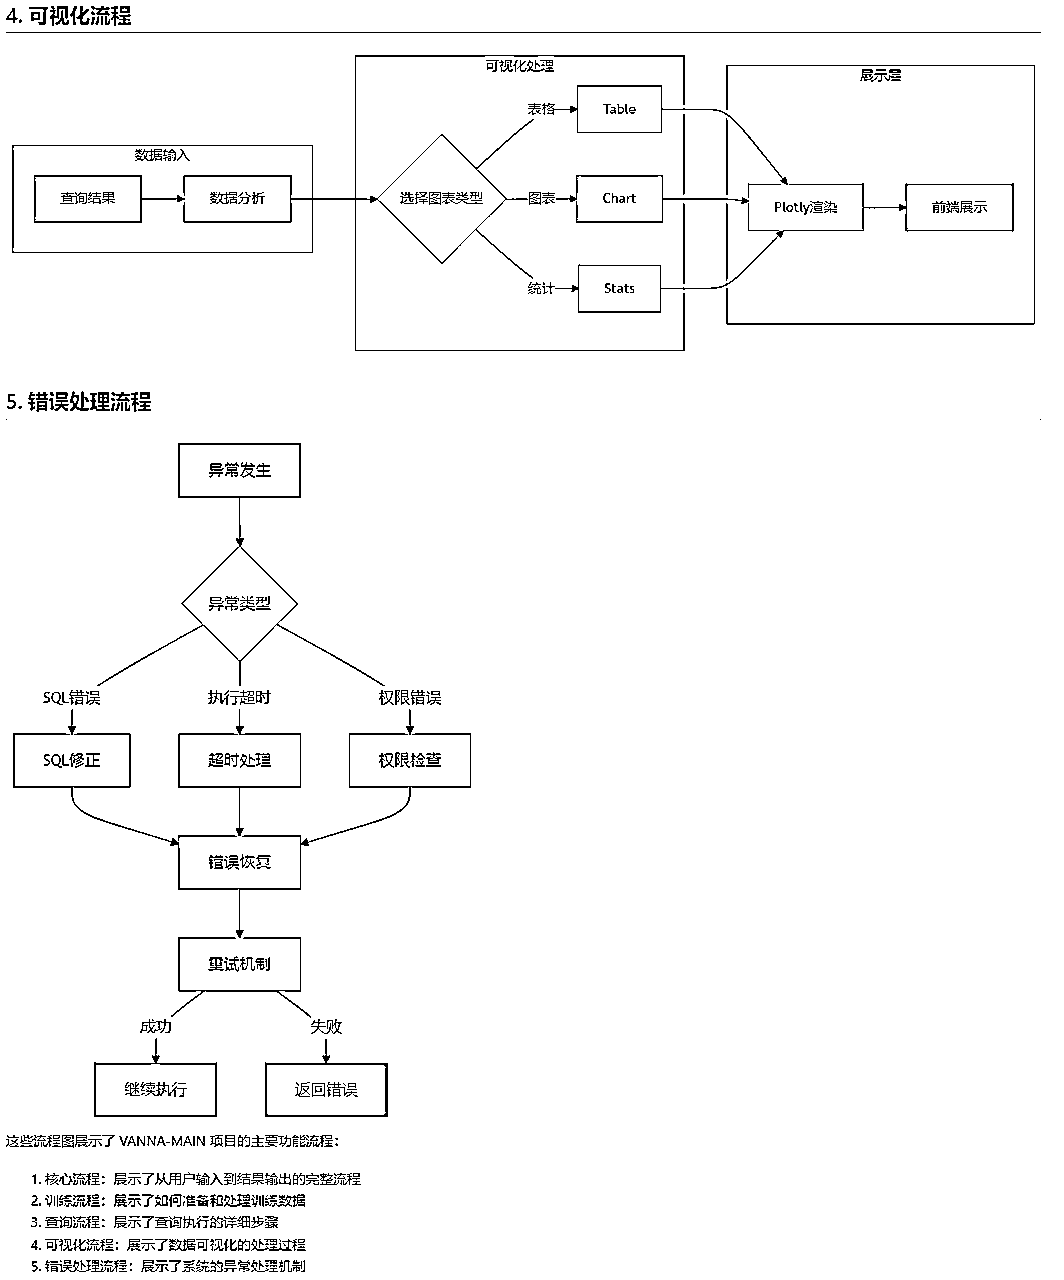 4. 可视化流程
可视化处理
展示层
表格
Table
数据输入
查询结果
数据分析
选择图表类型
图表
Chart
Plotly渲染
前端展示
统计
Stats
5. 错误处理流程
异常发生
异常类型
SQL错误
执行超时
权限错误
SQL修正
超时处理
权限检查
错误恢复
重试机制
成功
失败
继续执行
返回错误
这些流程图展示了 VANNA-MAIN 项目的主要功能流程：
1. 核心流程：展示了从用户输入到结果输出的完整流程
2. 训练流程：展示了如何准备和处理训练数据
3. 查询流程：展示了查询执行的详细步骤
4. 可视化流程：展示了数据可视化的处理过程
5. 错误处理流程：展示了系统的异常处理机制